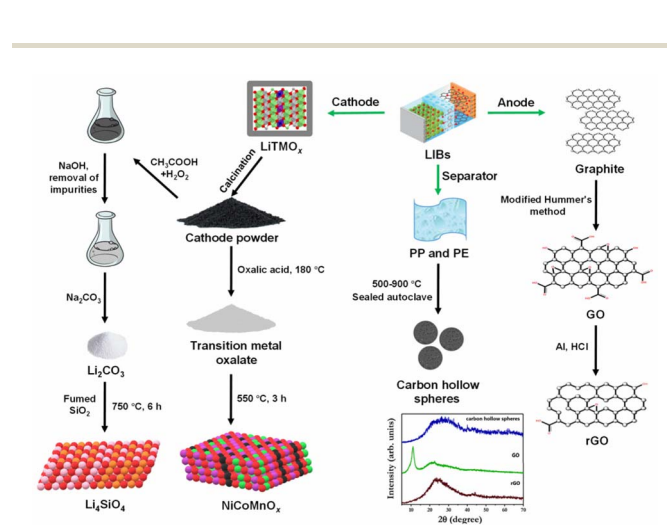 Cathode
Anode
LiTMOₓ
LIBs
Graphite
NaOH,
removal of
impurities
CH₃COOH
+H₂O₂
Calcination
Separator
Modified Hummer's
method
Cathode powder
PP and PE
Oxalic acid, 180 °C
500-900 °C
Sealed autoclave
GO
Na₂CO₃
Al, HCl
Li₂CO₃
Transition metal
oxalate
Carbon hollow
spheres
Fumed
SiO₂
750 °C, 6 h
550 °C, 3 h
rGO
Li₄SiO₄
NiCoMnOₓ
Intensity (arb. units)
carbon hollow spheres
GO
rGO
10 20 30 40 50 60 70
2θ (degree)